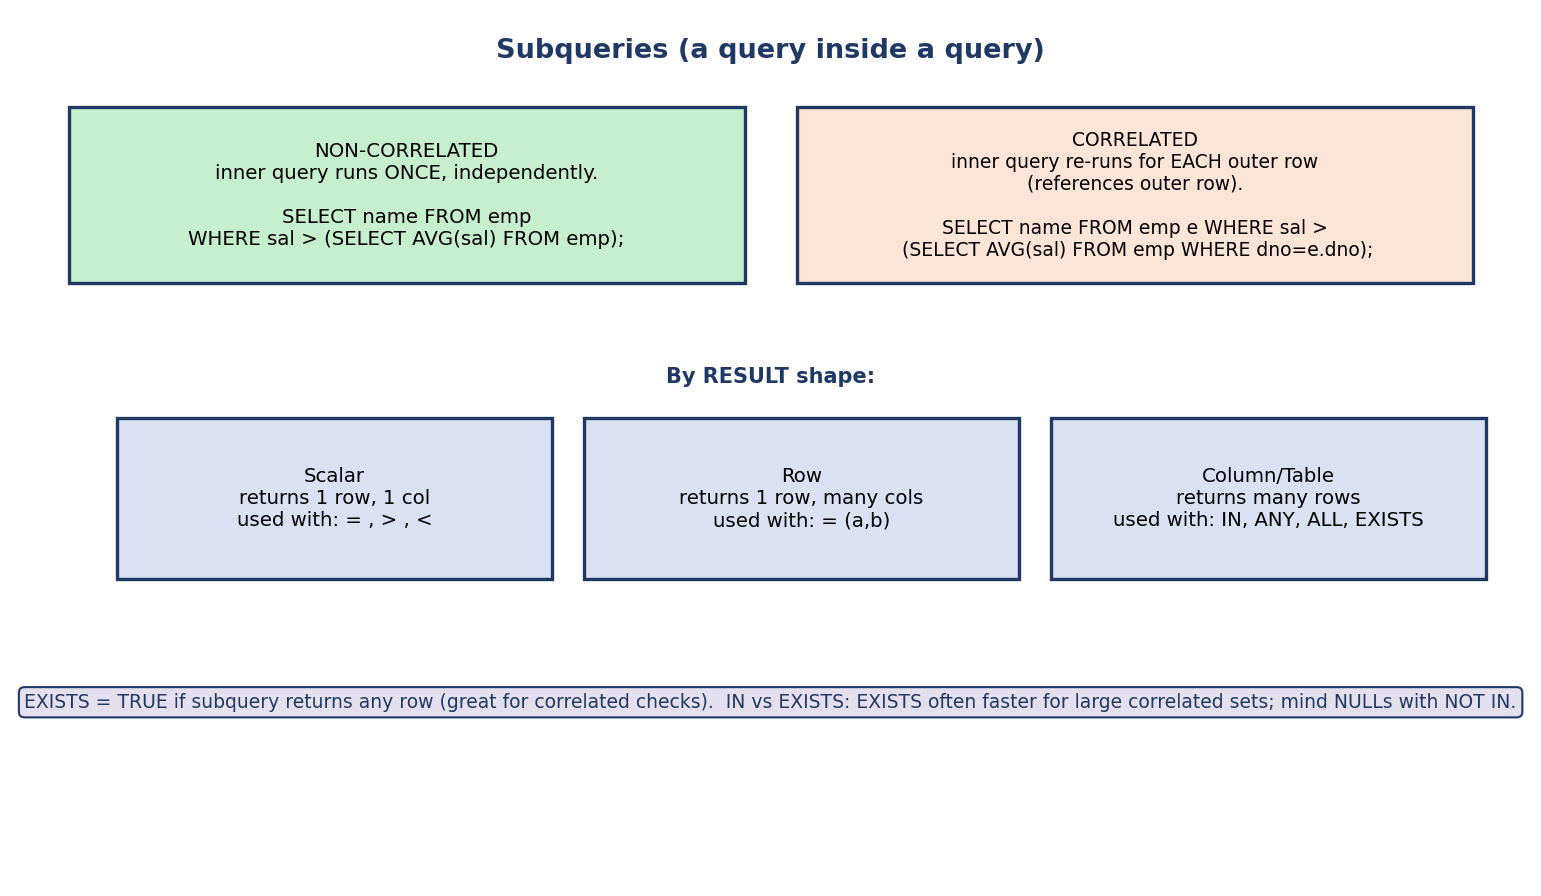 Subqueries (a query inside a query)
NON-CORRELATED
inner query runs ONCE, independently.
SELECT name FROM emp
WHERE sal > (SELECT AVG(sal) FROM emp);
CORRELATED
inner query re-runs for EACH outer row
(references outer row).
SELECT name FROM emp e WHERE sal >
(SELECT AVG(sal) FROM emp WHERE dno=e.dno);
By RESULT shape:
Scalar
returns 1 row, 1 col
used with: = , > , <
Row
returns 1 row, many cols
used with: = (a,b)
Column/Table
returns many rows
used with: IN, ANY, ALL, EXISTS
EXISTS = TRUE if subquery returns any row (great for correlated checks).  IN vs EXISTS: EXISTS often faster for large correlated sets; mind NULLs with NOT IN.